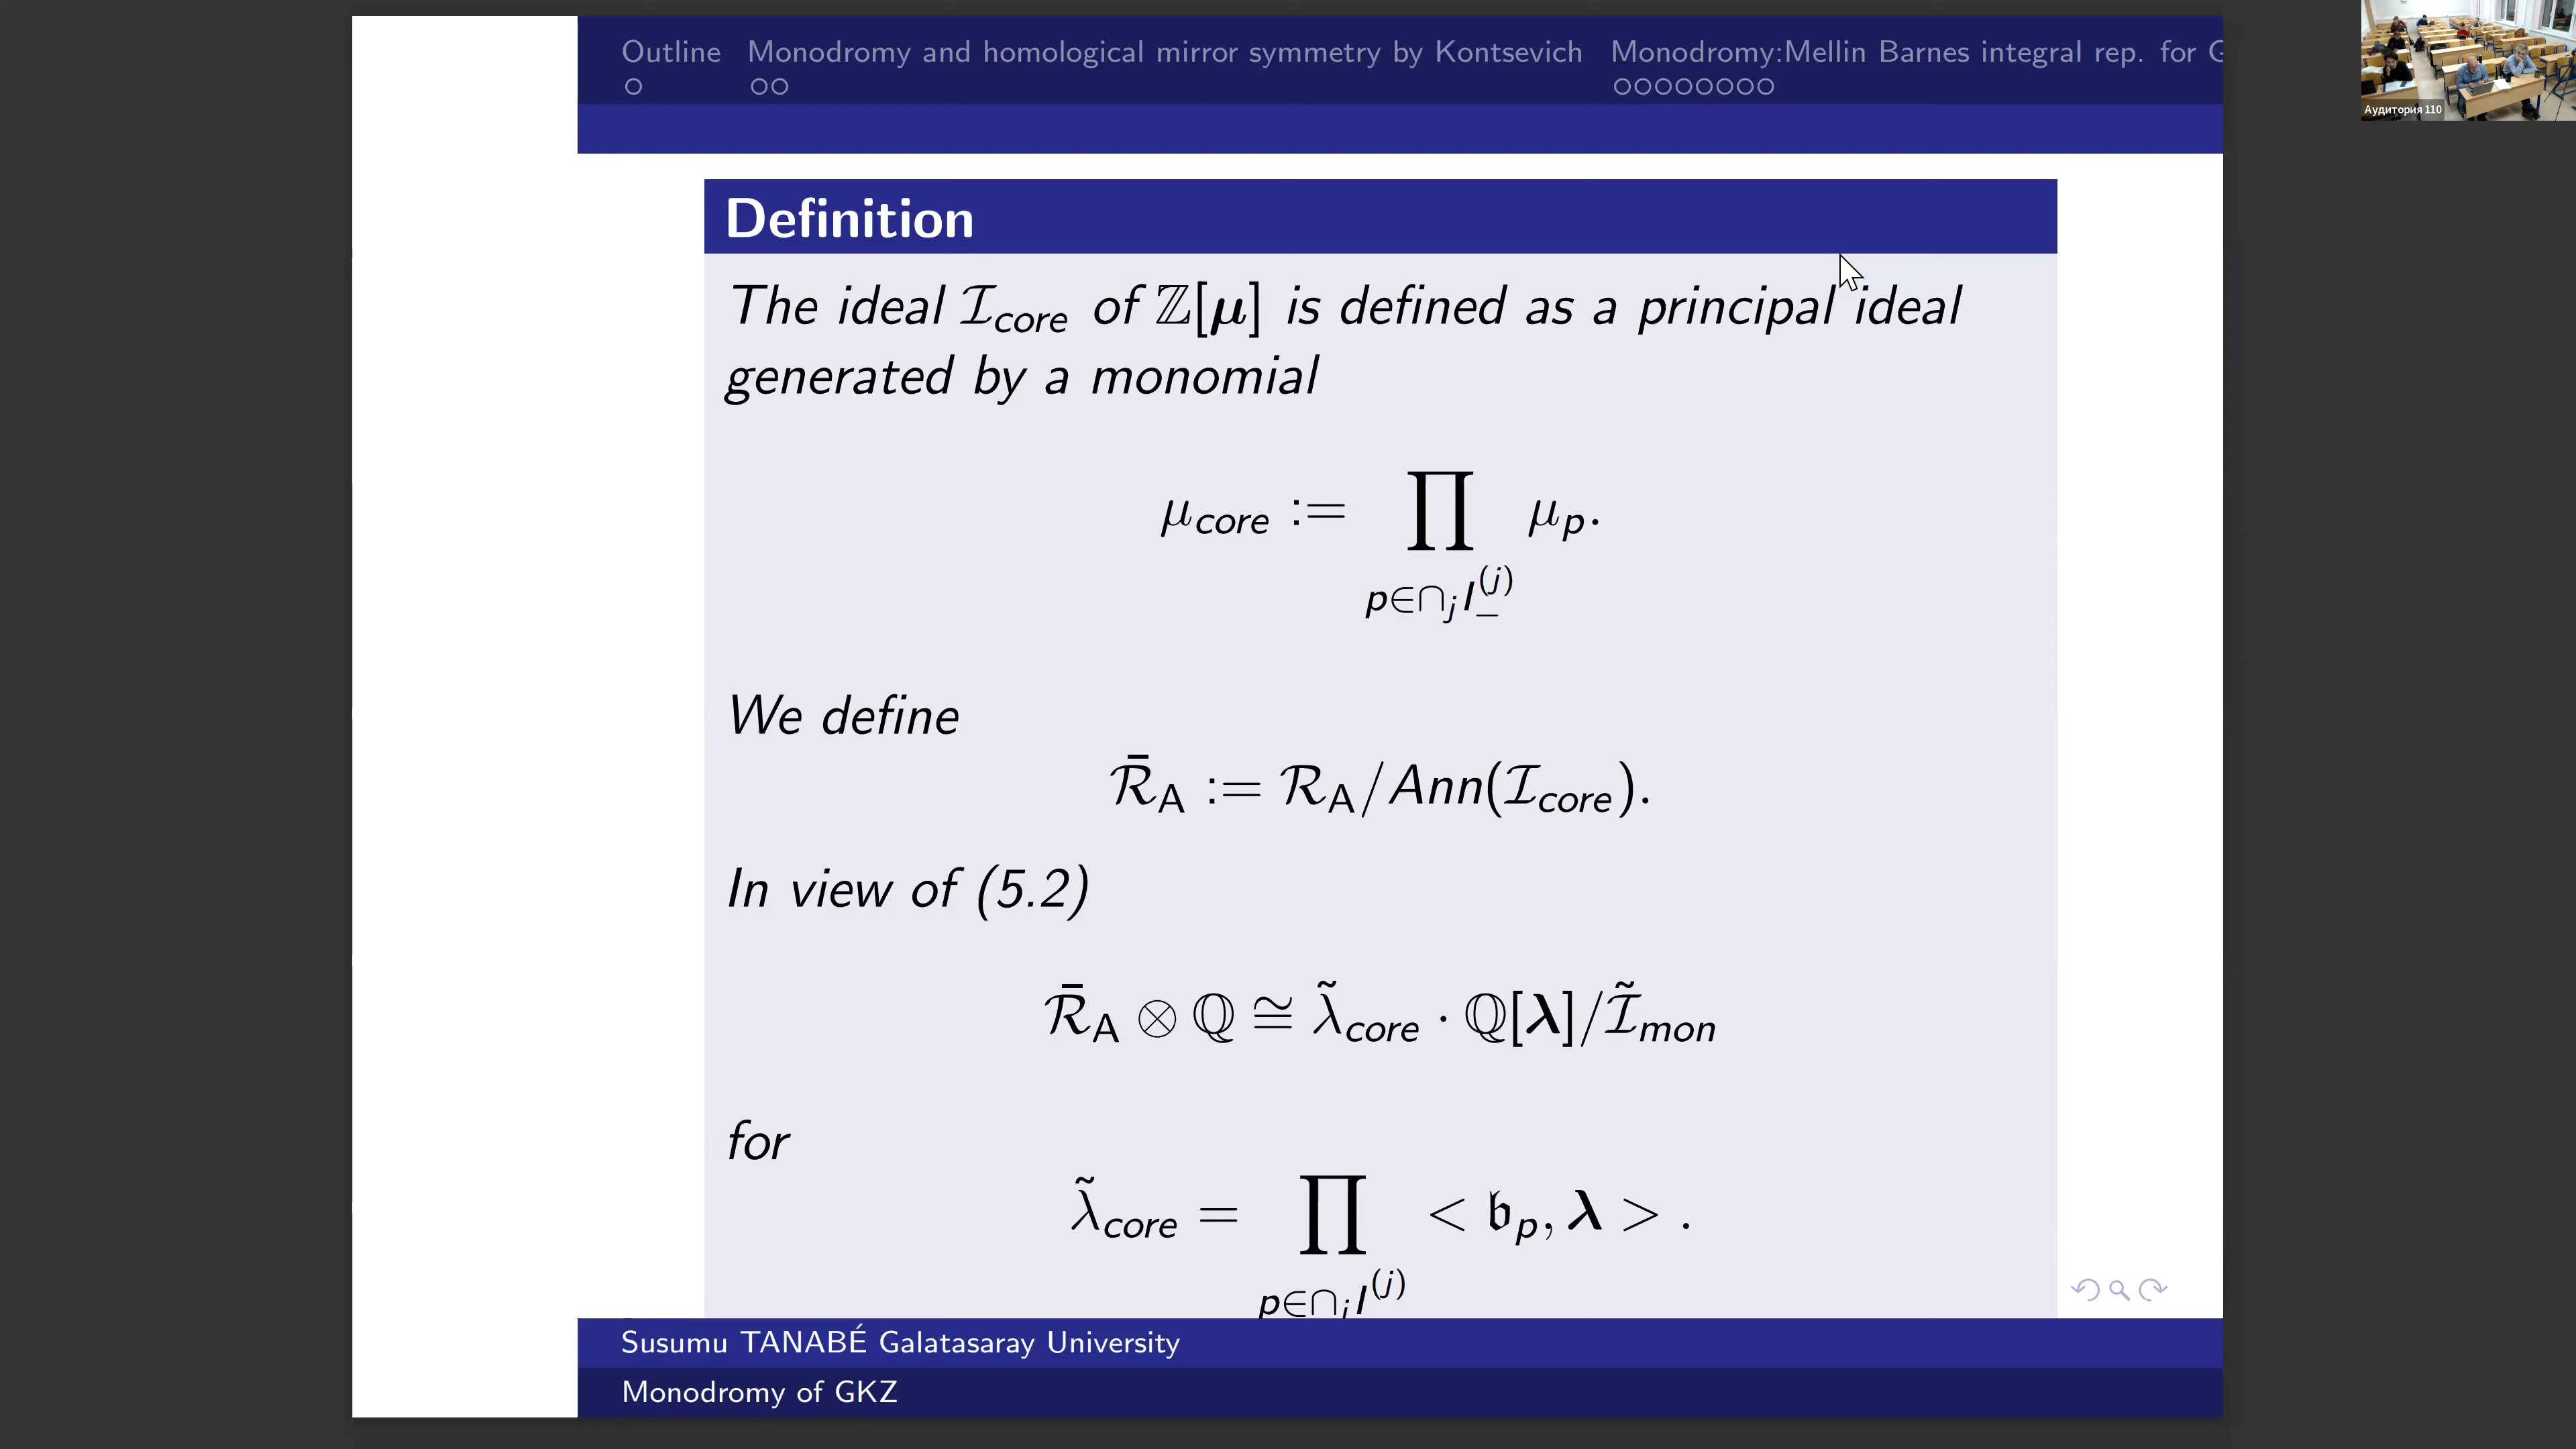 Outline Monodromy and homological mirror symmetry by Kontsevich Monodromy:Mellin Barnes integral rep. for G
Аудитория 110
Definition
The ideal 𝓘_core of ℤ[𝝁] is defined as a principal ideal
generated by a monomial
μ_core := ∏_{p∈∩_j I_−^{(j)}} μ_p.
We define
𝓡̄_A := 𝓡_A/Ann(𝓘_core).
In view of (5.2)
𝓡̄_A ⊗ ℚ ≅ λ̃_core · ℚ[𝝀]/𝓘̃_mon
for
λ̃_core = ∏_{p∈∩_j I^{(j)}} < 𝔟_p, 𝝀 > .
Susumu TANABÉ Galatasaray University
Monodromy of GKZ